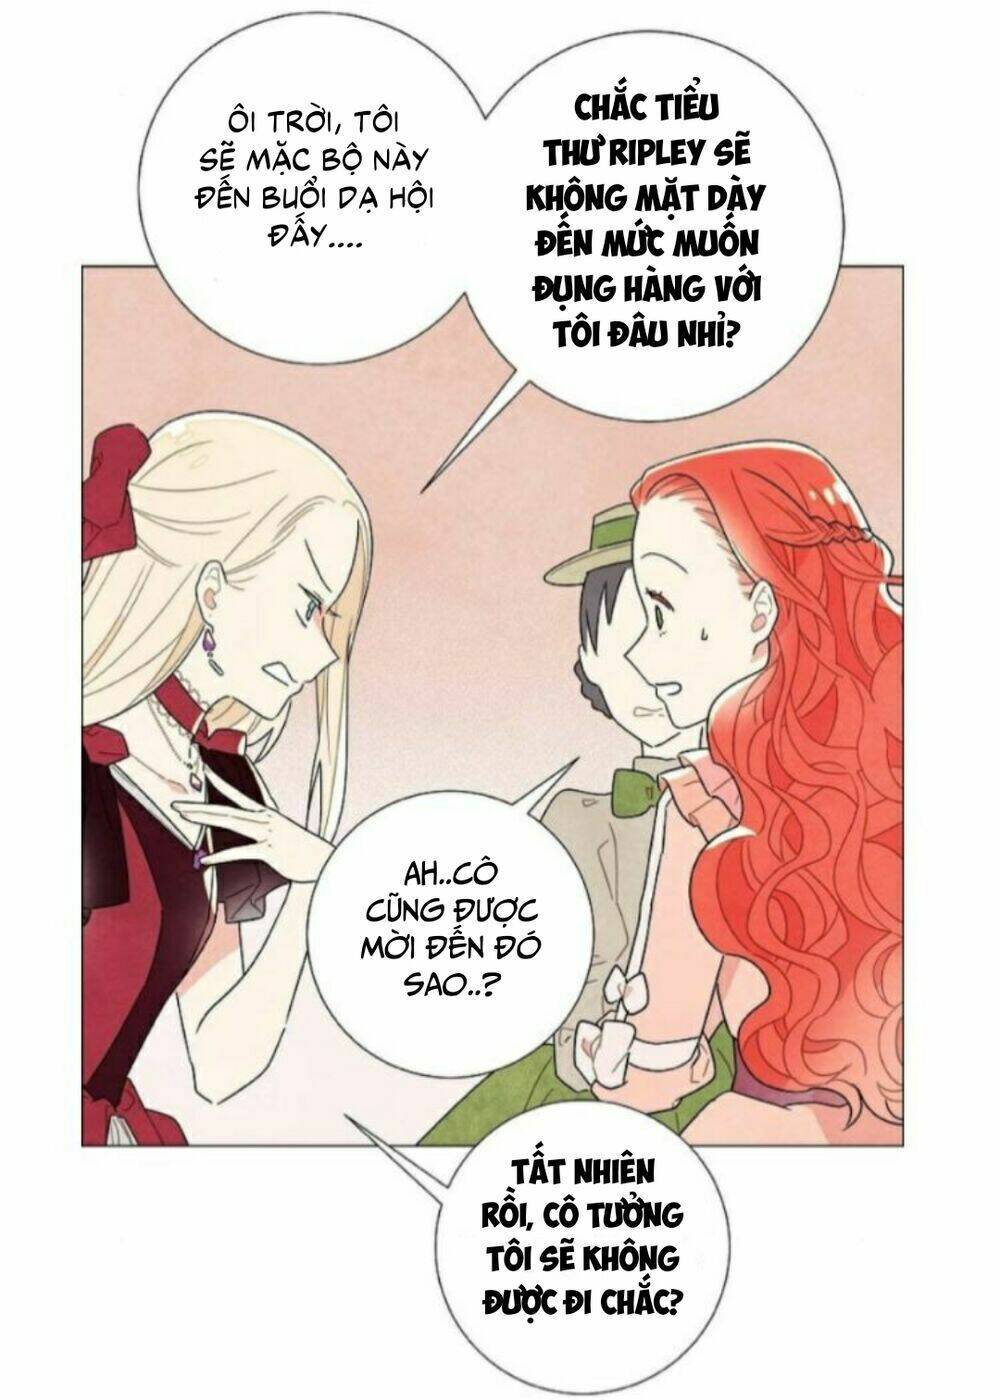 ÔI TRỜI, TÔI
SẼ MẶC BỘ NÀY
ĐẾN BUỔI DẠ HỘI
ĐẤY....
CHẮC TIỂU
THƯ RIPLEY SẼ
KHÔNG MẶT DÀY
ĐẾN MỨC MUỐN
ĐỤNG HÀNG VỚI
TÔI ĐÂU NHỈ?
AH..CÔ
CŨNG ĐƯỢC
MỜI ĐẾN ĐÓ
SAO..?
TẤT NHIÊN
RỒI, CÔ TƯỞNG
TÔI SẼ KHÔNG
ĐƯỢC ĐI CHẮC?